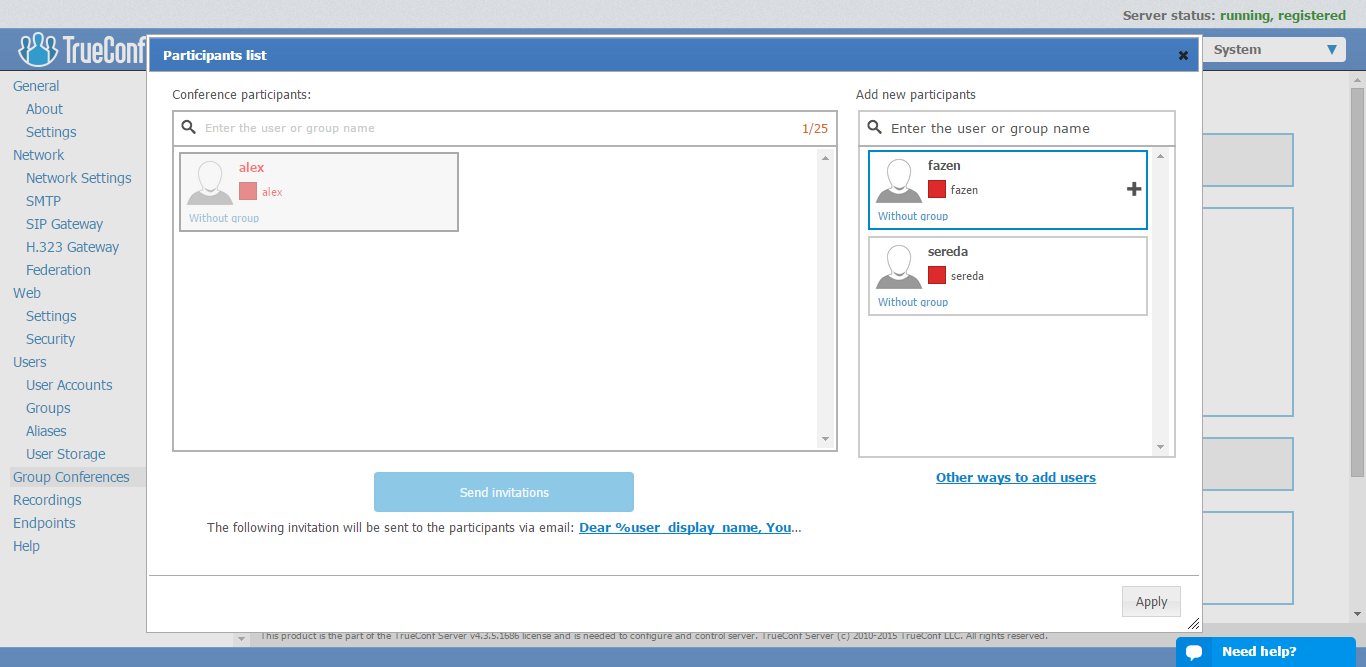 Server status: running, registered
TrueConf
System
General
About
Settings
Network
Network Settings
SMTP
SIP Gateway
H.323 Gateway
Federation
Web
Settings
Security
Users
User Accounts
Groups
Aliases
User Storage
Group Conferences
Recordings
Endpoints
Help
Participants list
Conference participants:
Enter the user or group name
1/25
alex
alex
Without group
Send invitations
The following invitation will be sent to the participants via email: Dear %user_display_name, You...
Add new participants
Enter the user or group name
fazen
fazen
Without group
sereda
sereda
Without group
Other ways to add users
Apply
This product is the part of the TrueConf Server v4.3.5.1686 license and is needed to configure and control server. TrueConf Server (c) 2010-2015 TrueConf LLC. All rights reserved.
Need help?